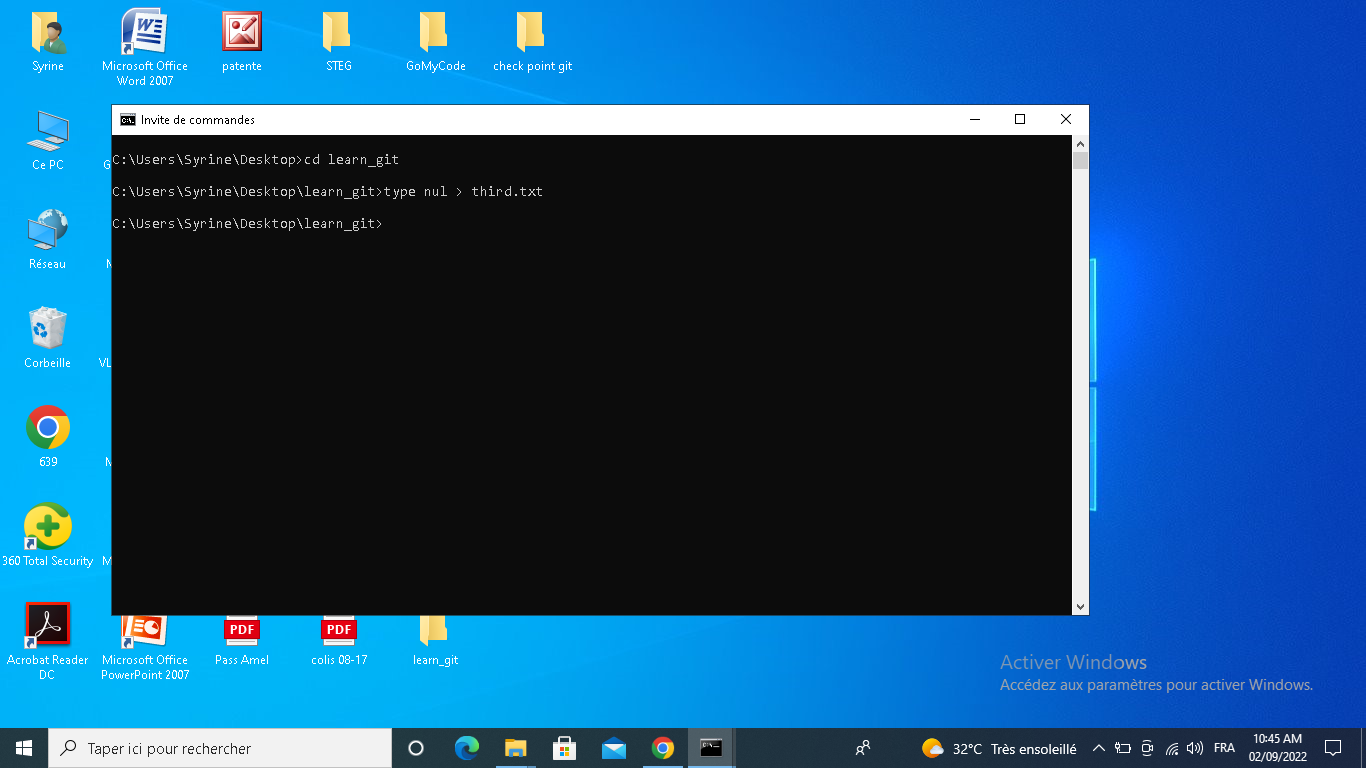 Syrine
Microsoft Office
Word 2007
patente
STEG
GoMyCode
check point git
Invite de commandes
C:\Users\Syrine\Desktop>cd learn_git
C:\Users\Syrine\Desktop\learn_git>type nul > third.txt
C:\Users\Syrine\Desktop\learn_git>
Ce PC
Réseau
Corbeille
VL
639
360 Total Security
Acrobat Reader
DC
Microsoft Office
PowerPoint 2007
PDF
Pass Amel
PDF
colis 08-17
learn_git
Activer Windows
Accédez aux paramètres pour activer Windows.
Taper ici pour rechercher
32°C Très ensoleillé
FRA
10:45 AM
02/09/2022